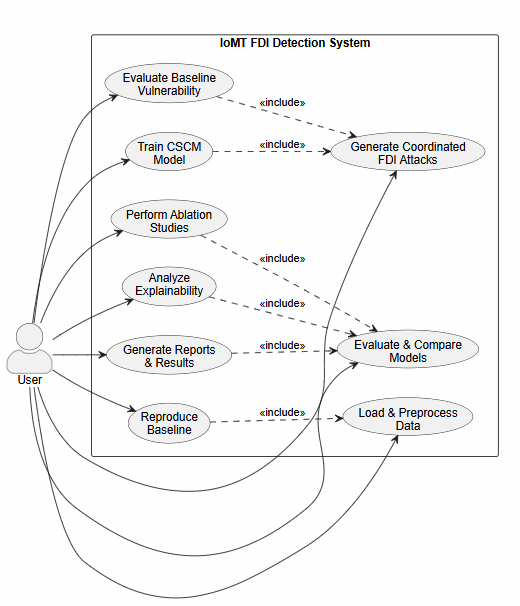 IoMT FDI Detection System
Evaluate Baseline
Vulnerability
«include»
Train CSCM
Model
«include»
Generate Coordinated
FDI Attacks
Perform Ablation
Studies
«include»
Analyze
Explainability
«include»
Generate Reports
& Results
«include»
Evaluate & Compare
Models
User
Reproduce
Baseline
«include»
Load & Preprocess
Data